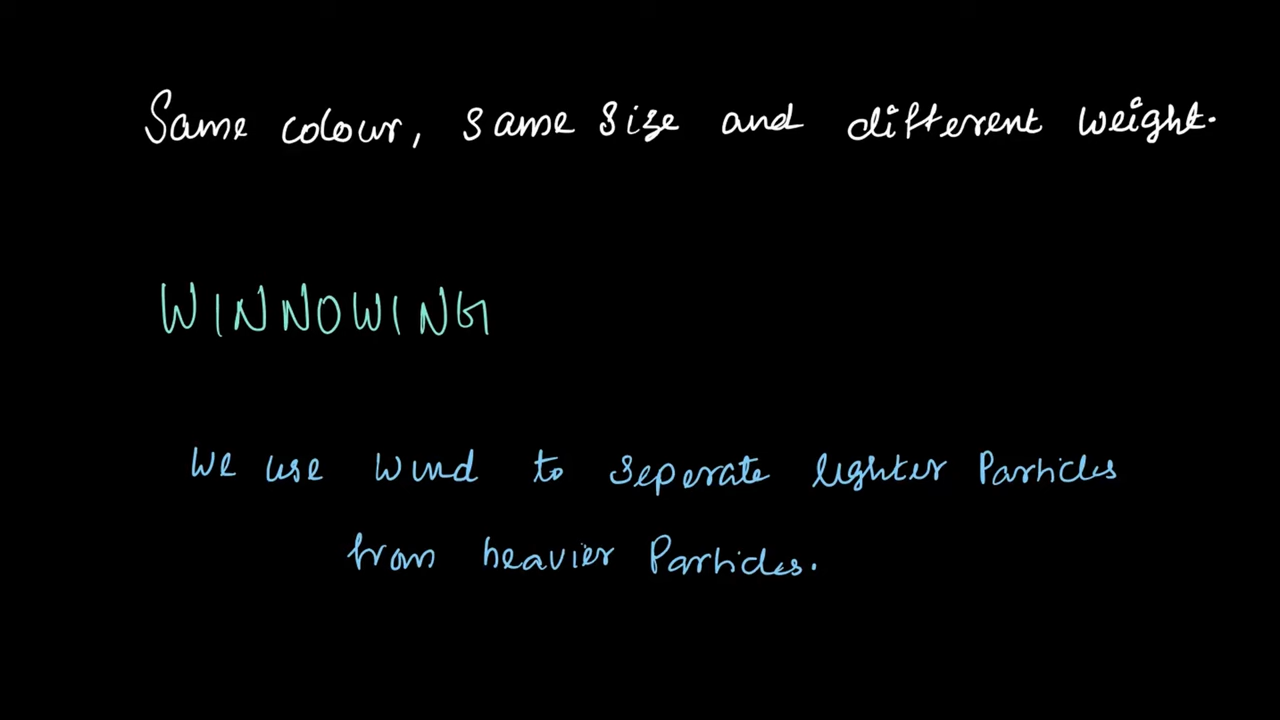 Same colour, same size and different weight.
WINNOWING
We use wind to seperate lighter Particles
from heavier Particles.